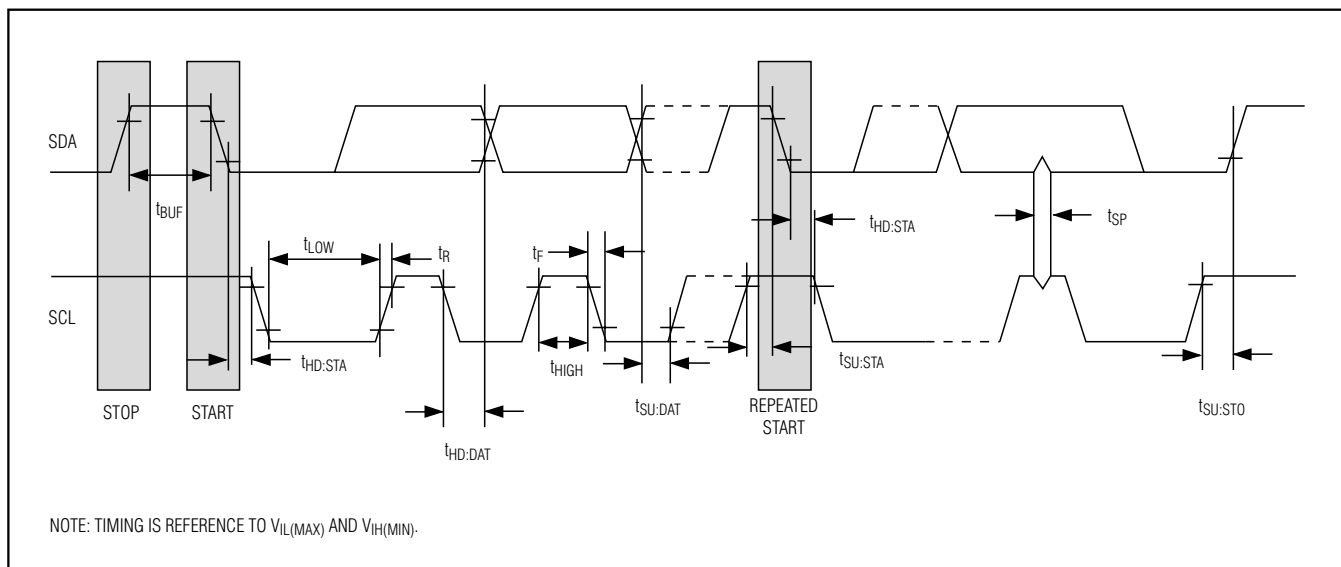 SDA
tBUF
tLOW
tR
tF
tHD:STA
tSP
SCL
tHD:STA
tHIGH
tSU:STA
STOP
START
tSU:DAT
REPEATED
START
tSU:STO
tHD:DAT
NOTE: TIMING IS REFERENCE TO VIL(MAX) AND VIH(MIN).